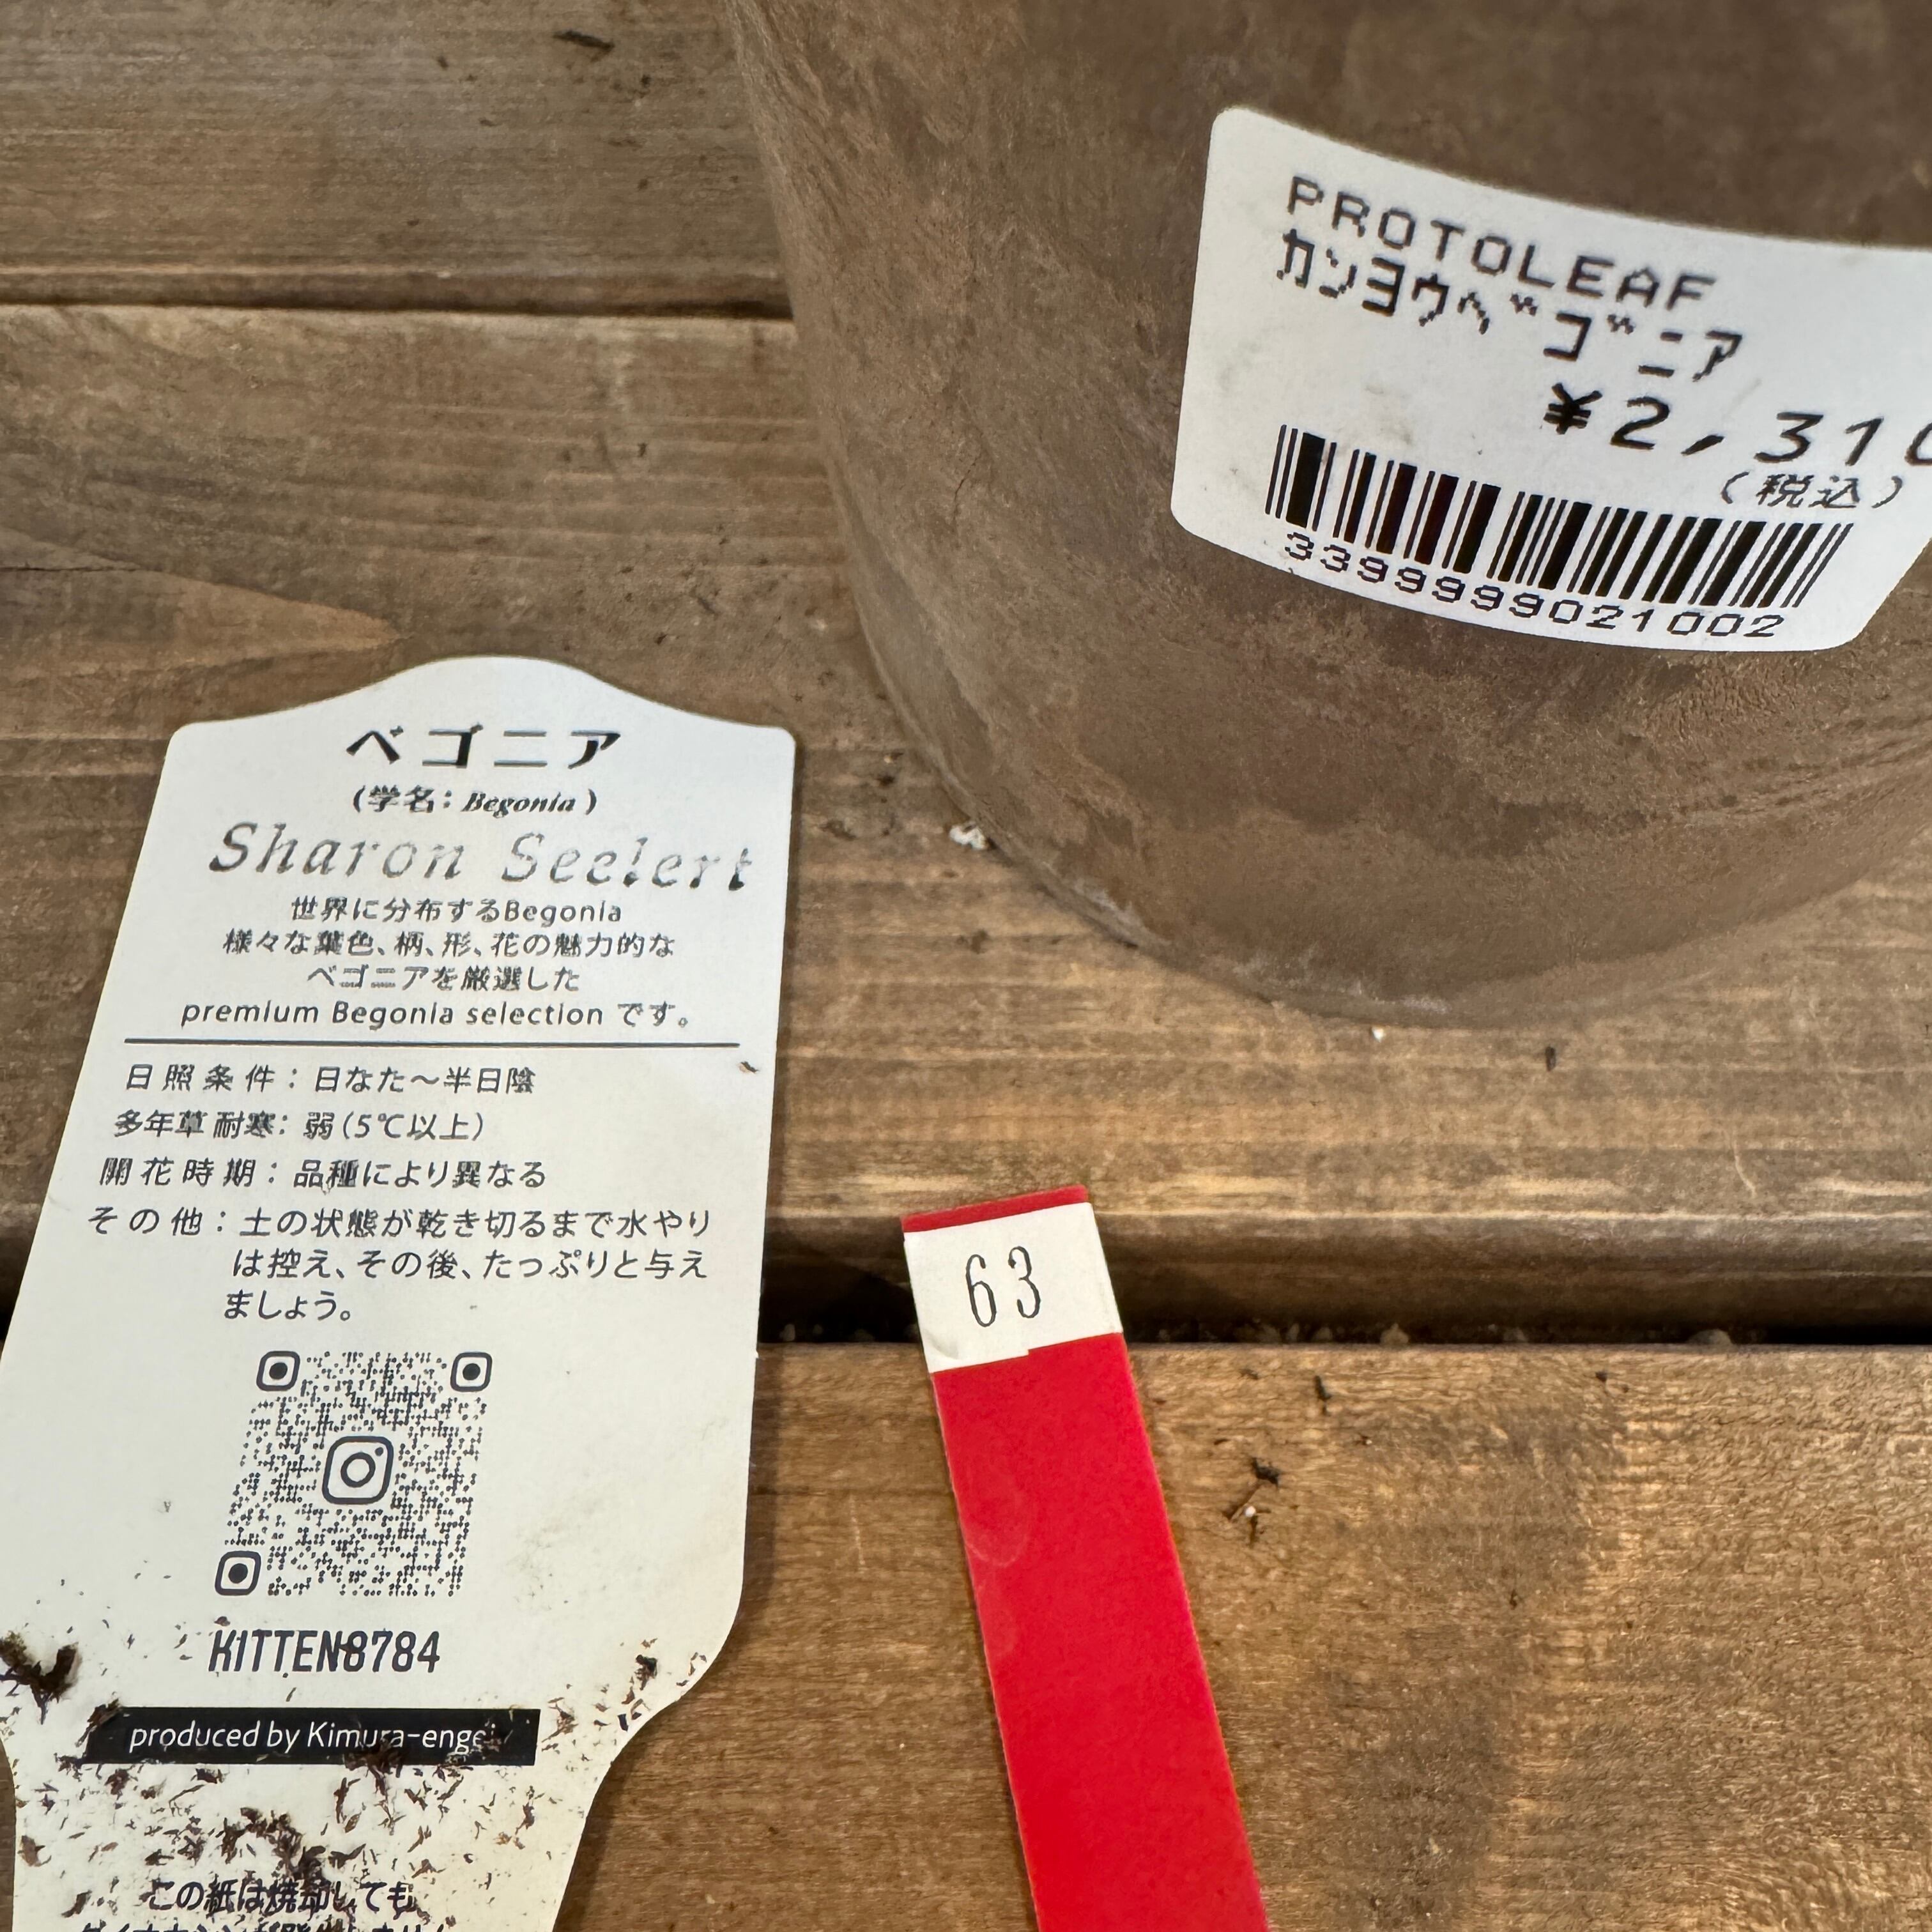 PROTOLEAF
カンヨウベゴニア
¥2,310
(税込)
3399999021002
ベゴニア
(学名：Begonia)
Sharon Seelert
世界に分布するBegonia
様々な葉色、柄、形、花の魅力的な
ベゴニアを厳選した
premium Begonia selection です。
日照条件：日なた～半日陰
多年草耐寒：弱（5℃以上）
開花時期：品種により異なる
その他：土の状態が乾き切るまで水やり
は控え、その後、たっぷりと与え
ましょう。
KITTEN8784
produced by Kimura-engei
この紙は焼却しても
63